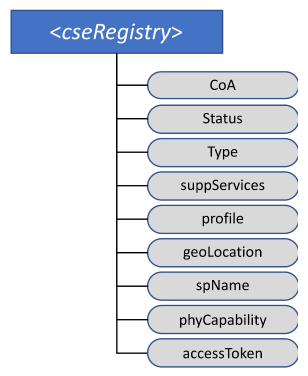 <cseRegistry>
CoA
Status
Type
suppServices
profile
geoLocation
spName
phyCapability
accessToken